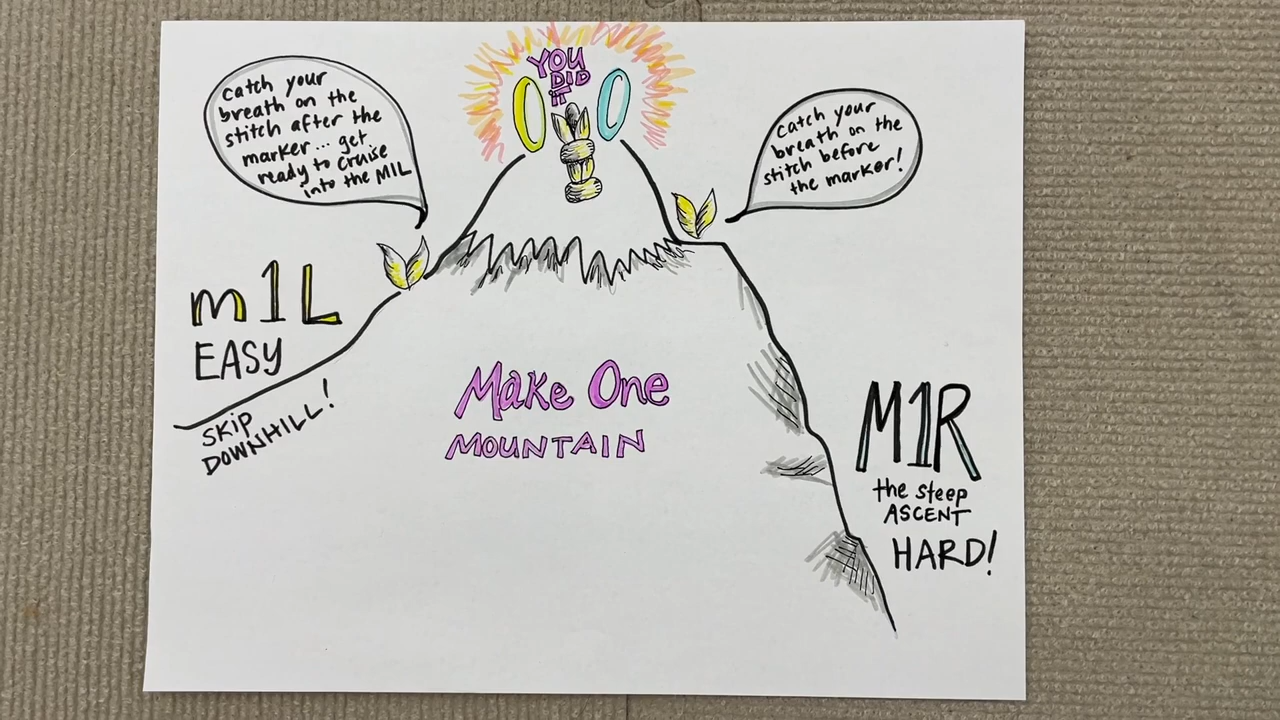 YOU
DID
it
Catch your
breath on the
stitch after the
marker... get
ready to cruise
into the M1L
Catch your
breath on the
stitch before
the marker!
m1L
EASY
SKIP
DOWNHILL!
Make One
MOUNTAIN
M1R
the steep
ASCENT
HARD!